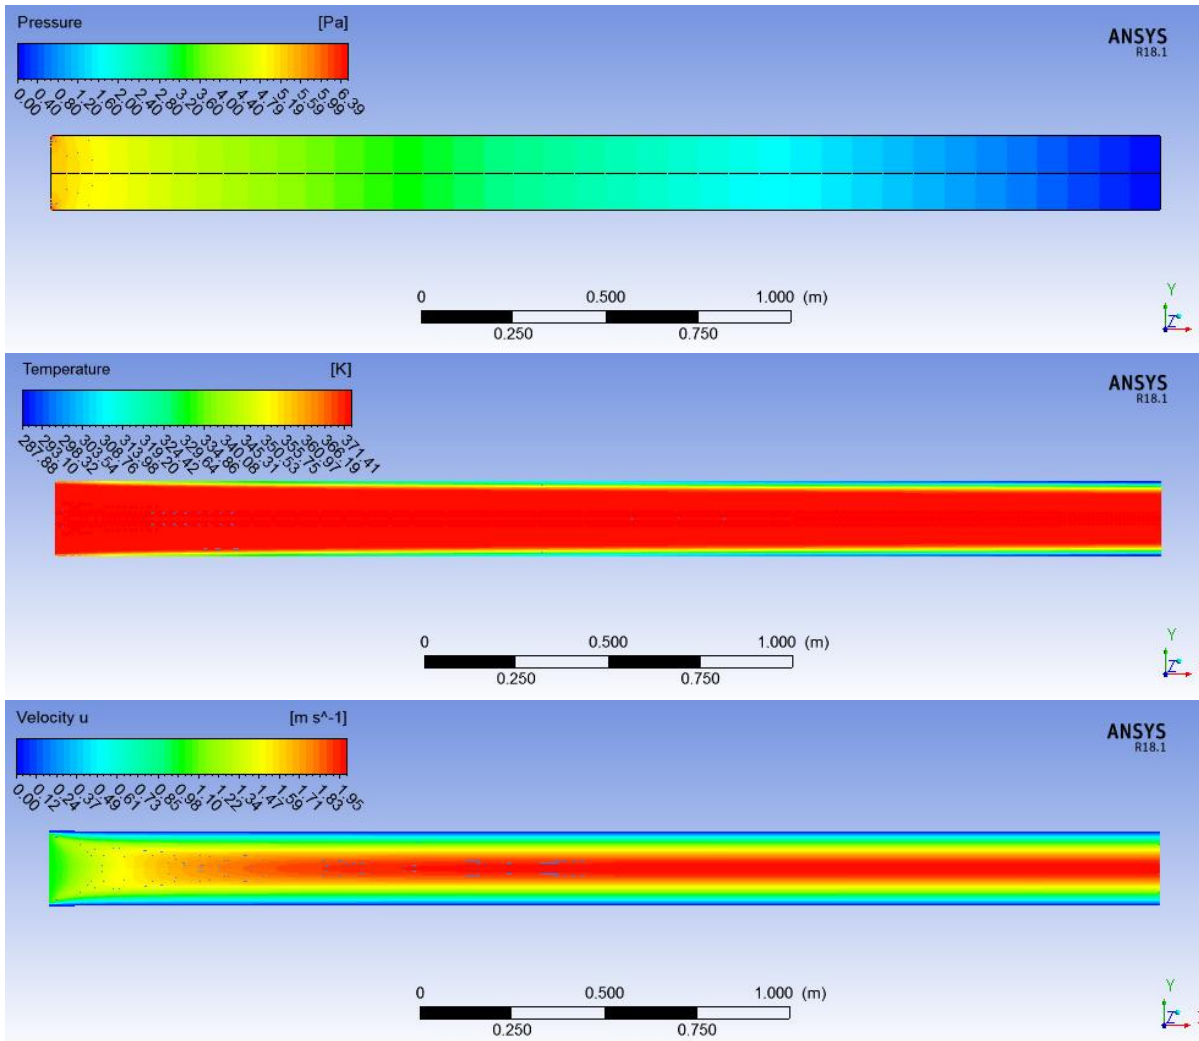 Pressure [Pa]
ANSYS
R18.1
0.00 0.40 0.80 1.20 1.60 2.00 2.40 2.80 3.20 3.60 4.00 4.40 4.79 5.19 5.59 5.99 6.39
0 0.500 1.000 (m)
0.250 0.750
Y
Z
Temperature [K]
ANSYS
R18.1
287.88 293.10 298.32 303.54 308.76 313.98 319.20 324.42 329.64 334.86 340.08 345.31 350.53 355.75 360.97 366.19 371.41
0 0.500 1.000 (m)
0.250 0.750
Y
Z
Velocity u [m s^-1]
ANSYS
R18.1
0.00 0.12 0.24 0.37 0.49 0.61 0.73 0.85 0.98 1.10 1.22 1.34 1.47 1.59 1.71 1.83 1.95
0 0.500 1.000 (m)
0.250 0.750
Y
Z